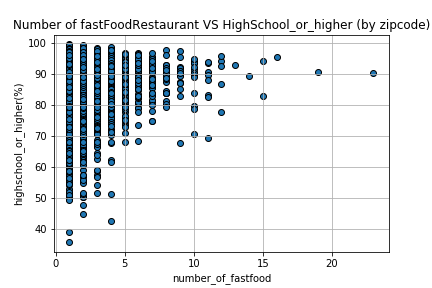 Number of fastFoodRestaurant VS HighSchool_or_higher (by zipcode)
100
90
80
70
60
50
40
highschool_or_higher(%)
0 5 10 15 20
number_of_fastfood